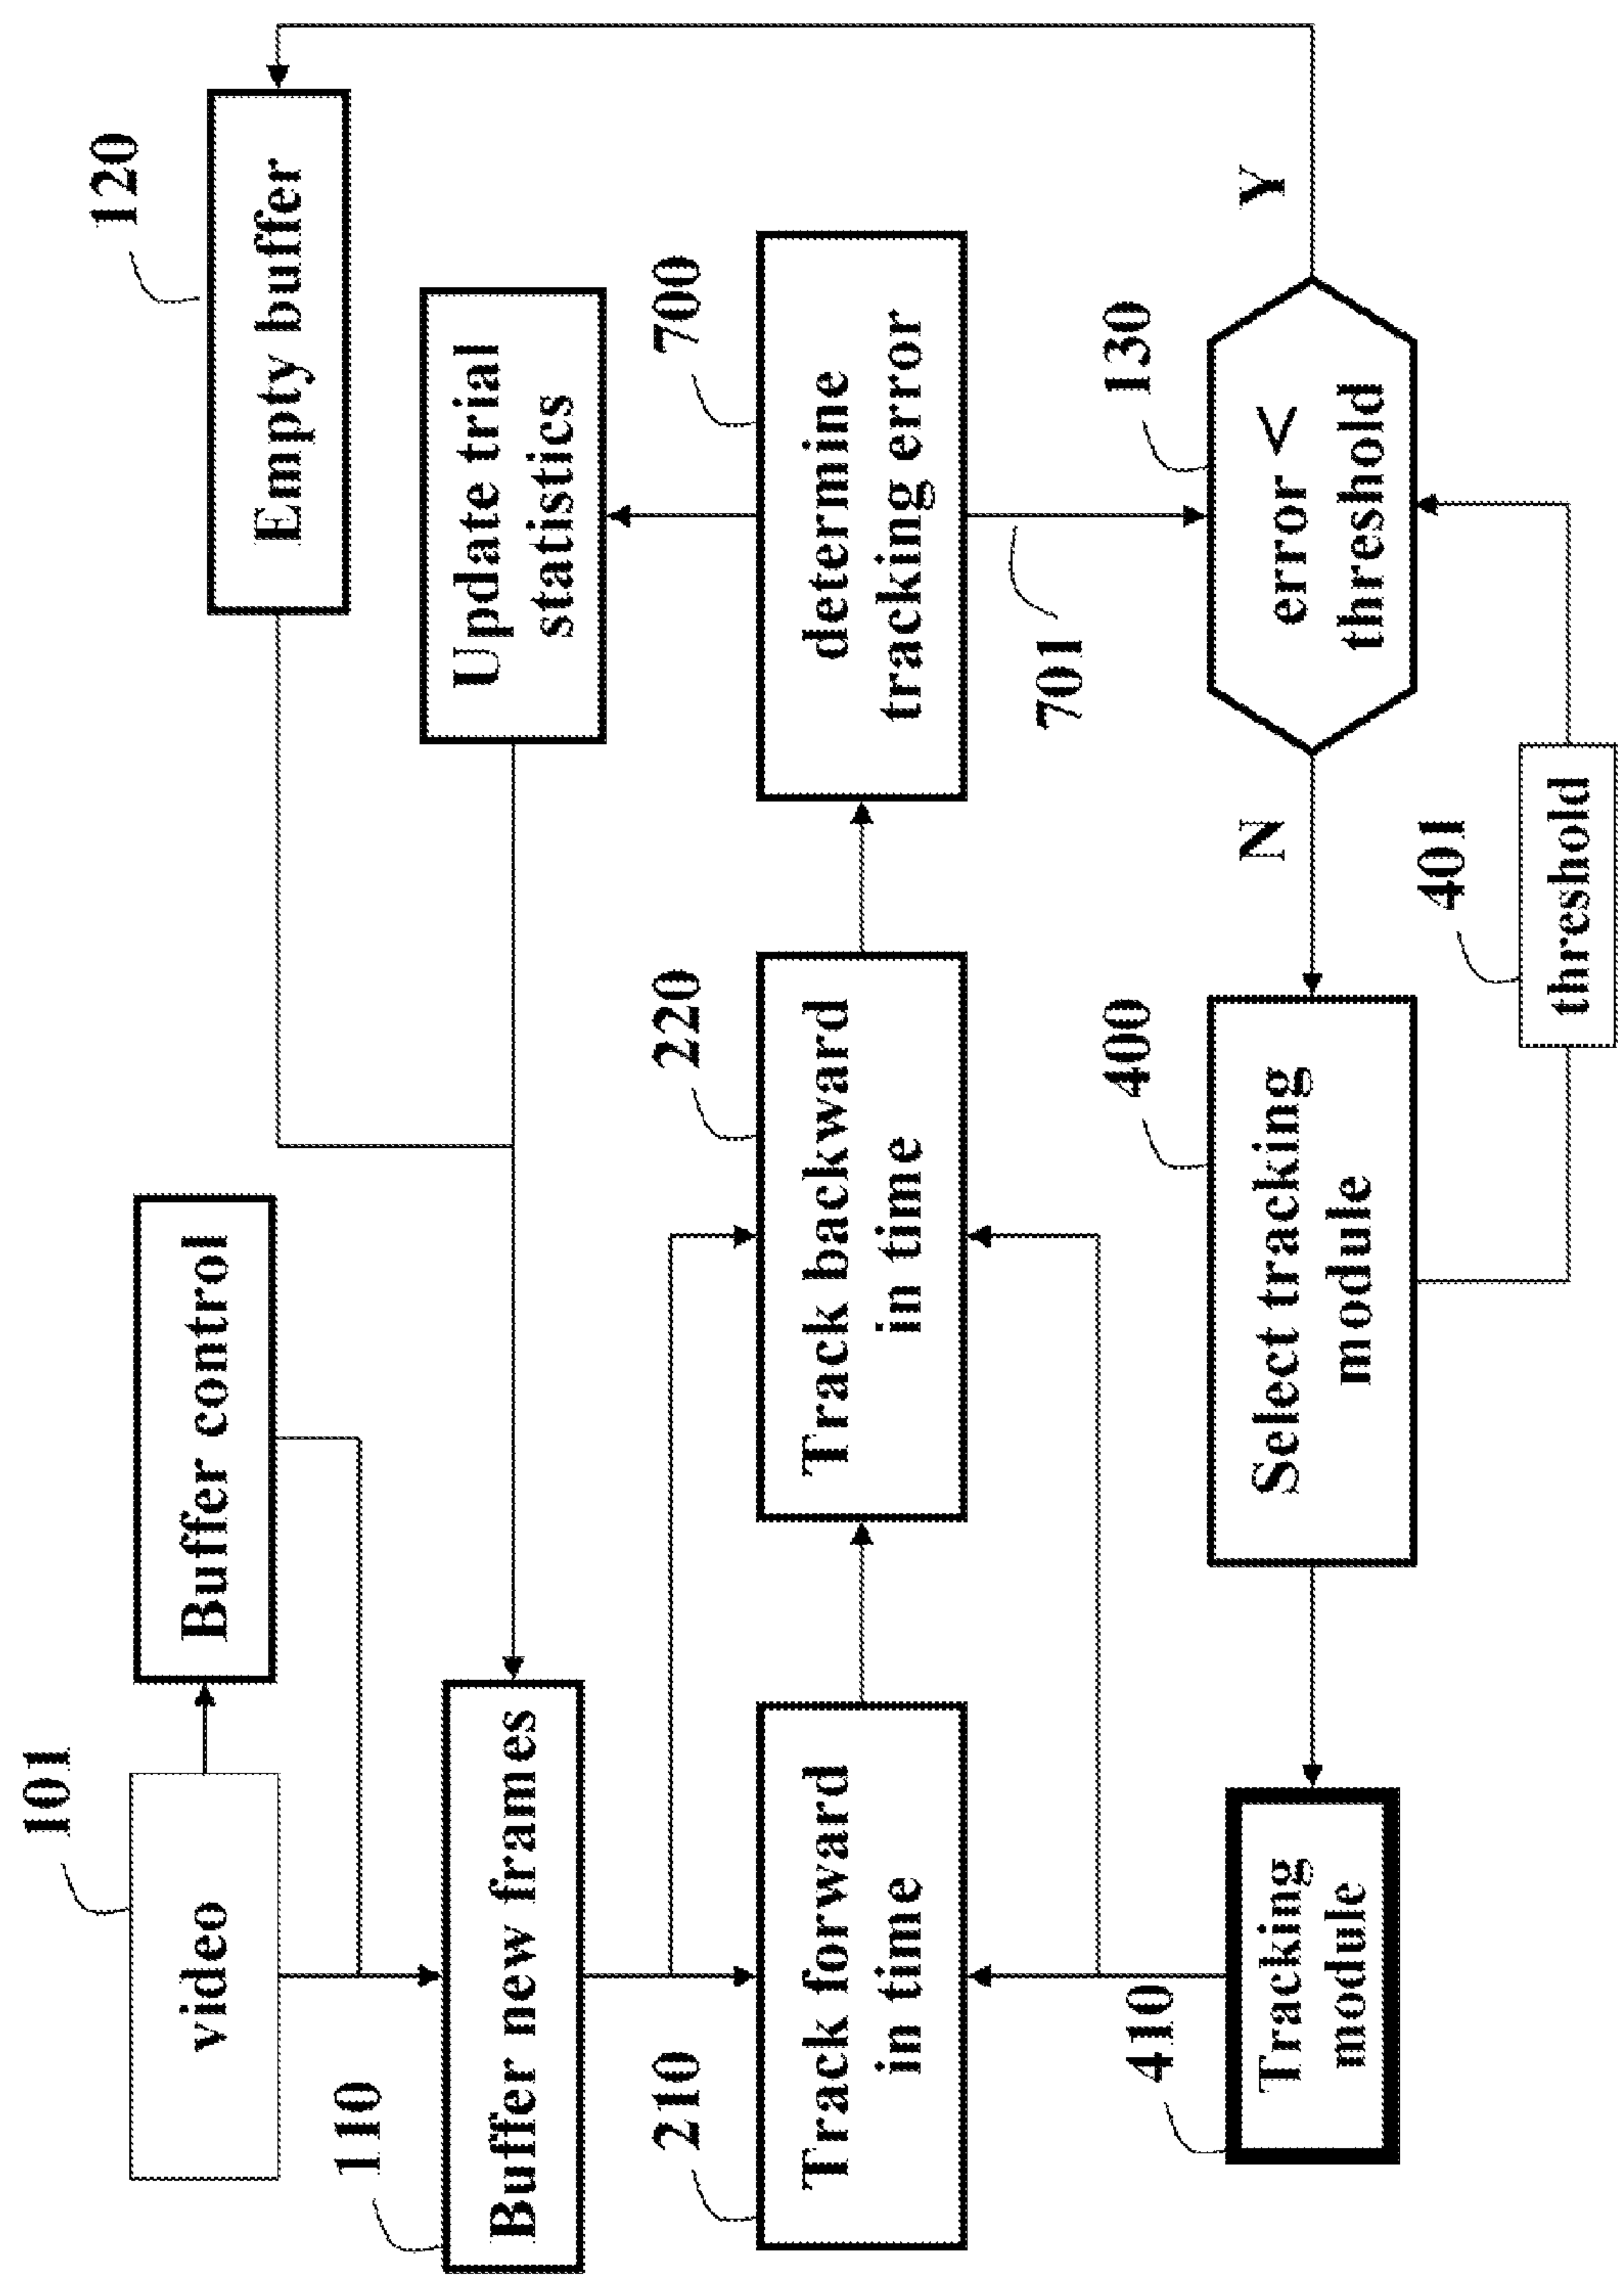 101
video
Buffer control
120
Empty buffer
110
Buffer new frames
Update trial
statistics
210
Track forward
in time
220
Track backward
in time
700
determine
tracking error
701
410
Tracking
module
400
Select tracking
module
N
130
error <
threshold
Y
401
threshold